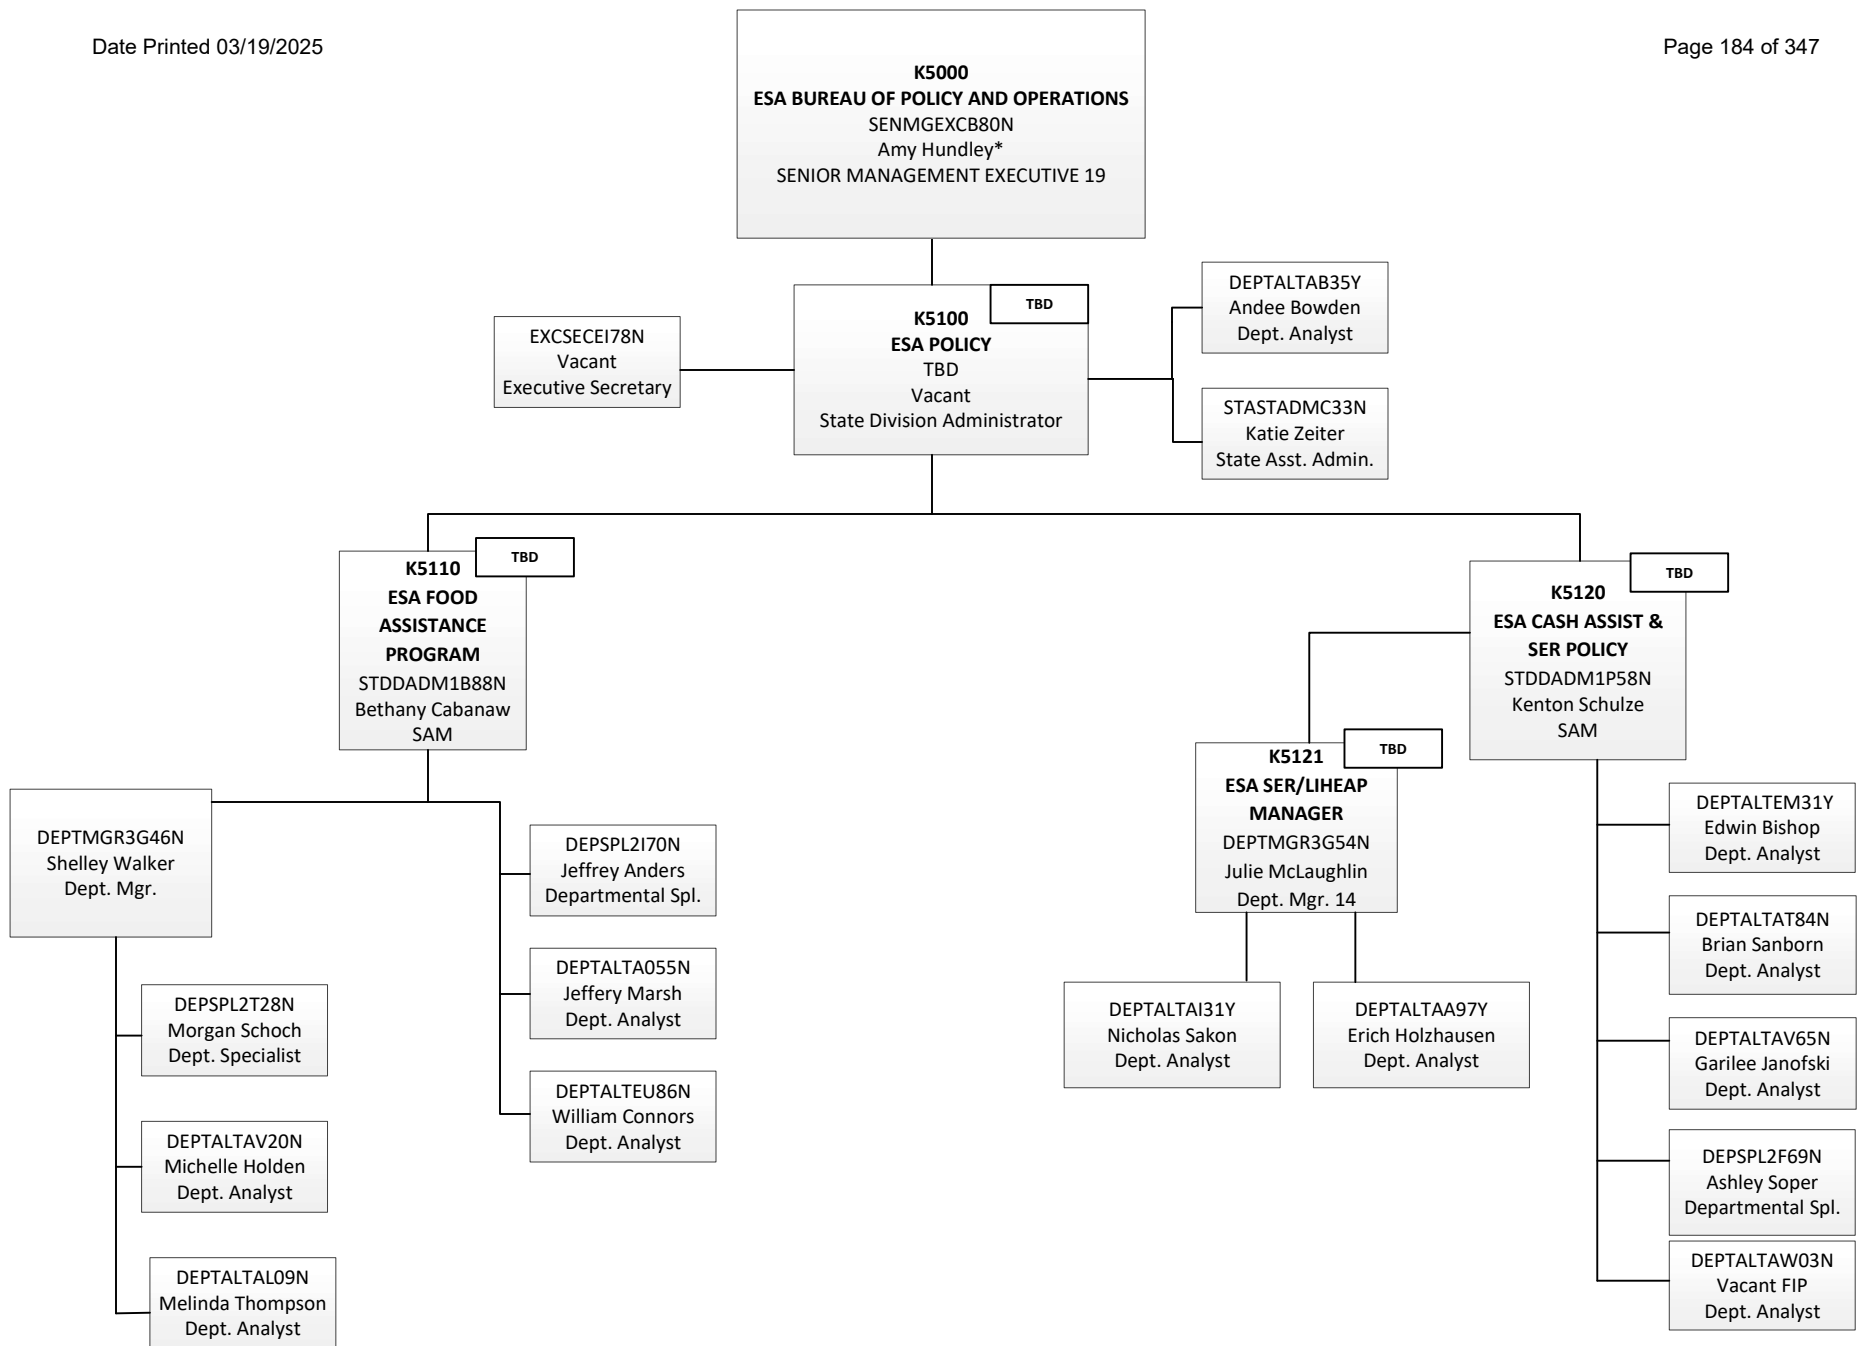 Date Printed 03/19/2025
Page 184 of 347
K5000
ESA BUREAU OF POLICY AND OPERATIONS
SENMGEXCB80N
Amy Hundley*
SENIOR MANAGEMENT EXECUTIVE 19
TBD
K5100
ESA POLICY
TBD
Vacant
State Division Administrator
EXCSECEI78N
Vacant
Executive Secretary
DEPTALTAB35Y
Andee Bowden
Dept. Analyst
STASTADMC33N
Katie Zeiter
State Asst. Admin.
TBD
K5110
ESA FOOD
ASSISTANCE
PROGRAM
STDDADM1B88N
Bethany Cabanaw
SAM
DEPTMGR3G46N
Shelley Walker
Dept. Mgr.
DEPSPL2T28N
Morgan Schoch
Dept. Specialist
DEPTALTAV20N
Michelle Holden
Dept. Analyst
DEPTALTAL09N
Melinda Thompson
Dept. Analyst
DEPSPL2I70N
Jeffrey Anders
Departmental Spl.
DEPTALTA055N
Jeffery Marsh
Dept. Analyst
DEPTALTEU86N
William Connors
Dept. Analyst
TBD
K5120
ESA CASH ASSIST &
SER POLICY
STDDADM1P58N
Kenton Schulze
SAM
TBD
K5121
ESA SER/LIHEAP
MANAGER
DEPTMGR3G54N
Julie McLaughlin
Dept. Mgr. 14
DEPTALTAI31Y
Nicholas Sakon
Dept. Analyst
DEPTALTAA97Y
Erich Holzhausen
Dept. Analyst
DEPTALTEM31Y
Edwin Bishop
Dept. Analyst
DEPTALTAT84N
Brian Sanborn
Dept. Analyst
DEPTALTAV65N
Garilee Janofski
Dept. Analyst
DEPSPL2F69N
Ashley Soper
Departmental Spl.
DEPTALTAW03N
Vacant FIP
Dept. Analyst